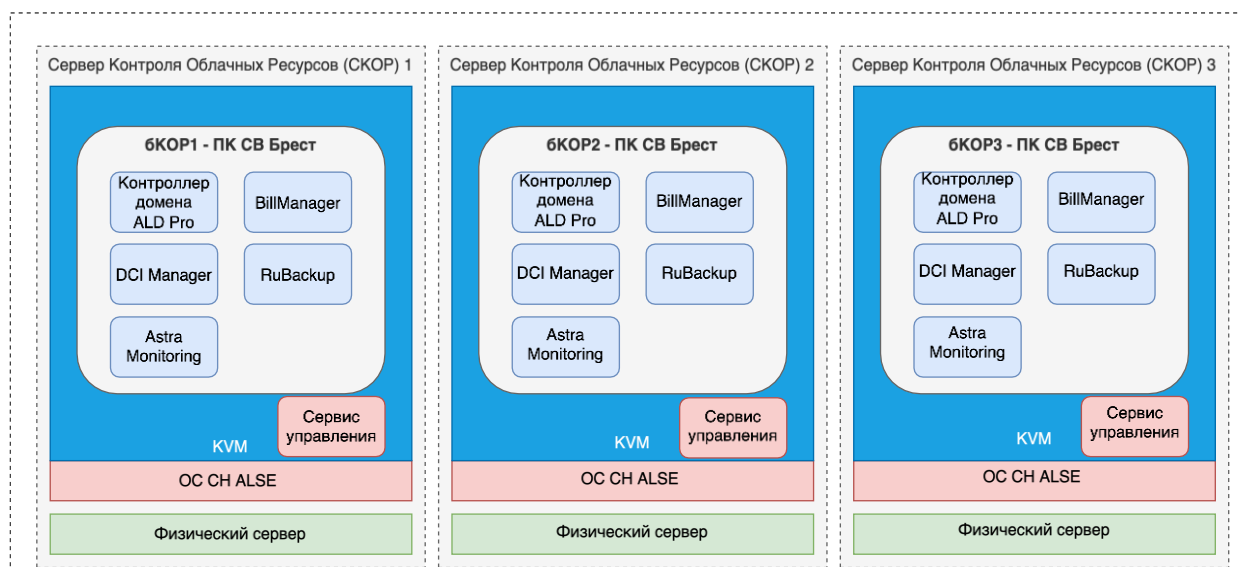 Сервер Контроля Облачных Ресурсов (СКОР) 1
бКОР1 - ПК СВ Брест
Контроллер
домена
ALD Pro
BillManager
DCI Manager
RuBackup
Astra
Monitoring
Сервис
управления
KVM
ОС СН ALSE
Физический сервер
Сервер Контроля Облачных Ресурсов (СКОР) 2
бКОР2 - ПК СВ Брест
Контроллер
домена
ALD Pro
BillManager
DCI Manager
RuBackup
Astra
Monitoring
Сервис
управления
KVM
ОС СН ALSE
Физический сервер
Сервер Контроля Облачных Ресурсов (СКОР) 3
бКОР3 - ПК СВ Брест
Контроллер
домена
ALD Pro
BillManager
DCI Manager
RuBackup
Astra
Monitoring
Сервис
управления
KVM
ОС СН ALSE
Физический сервер